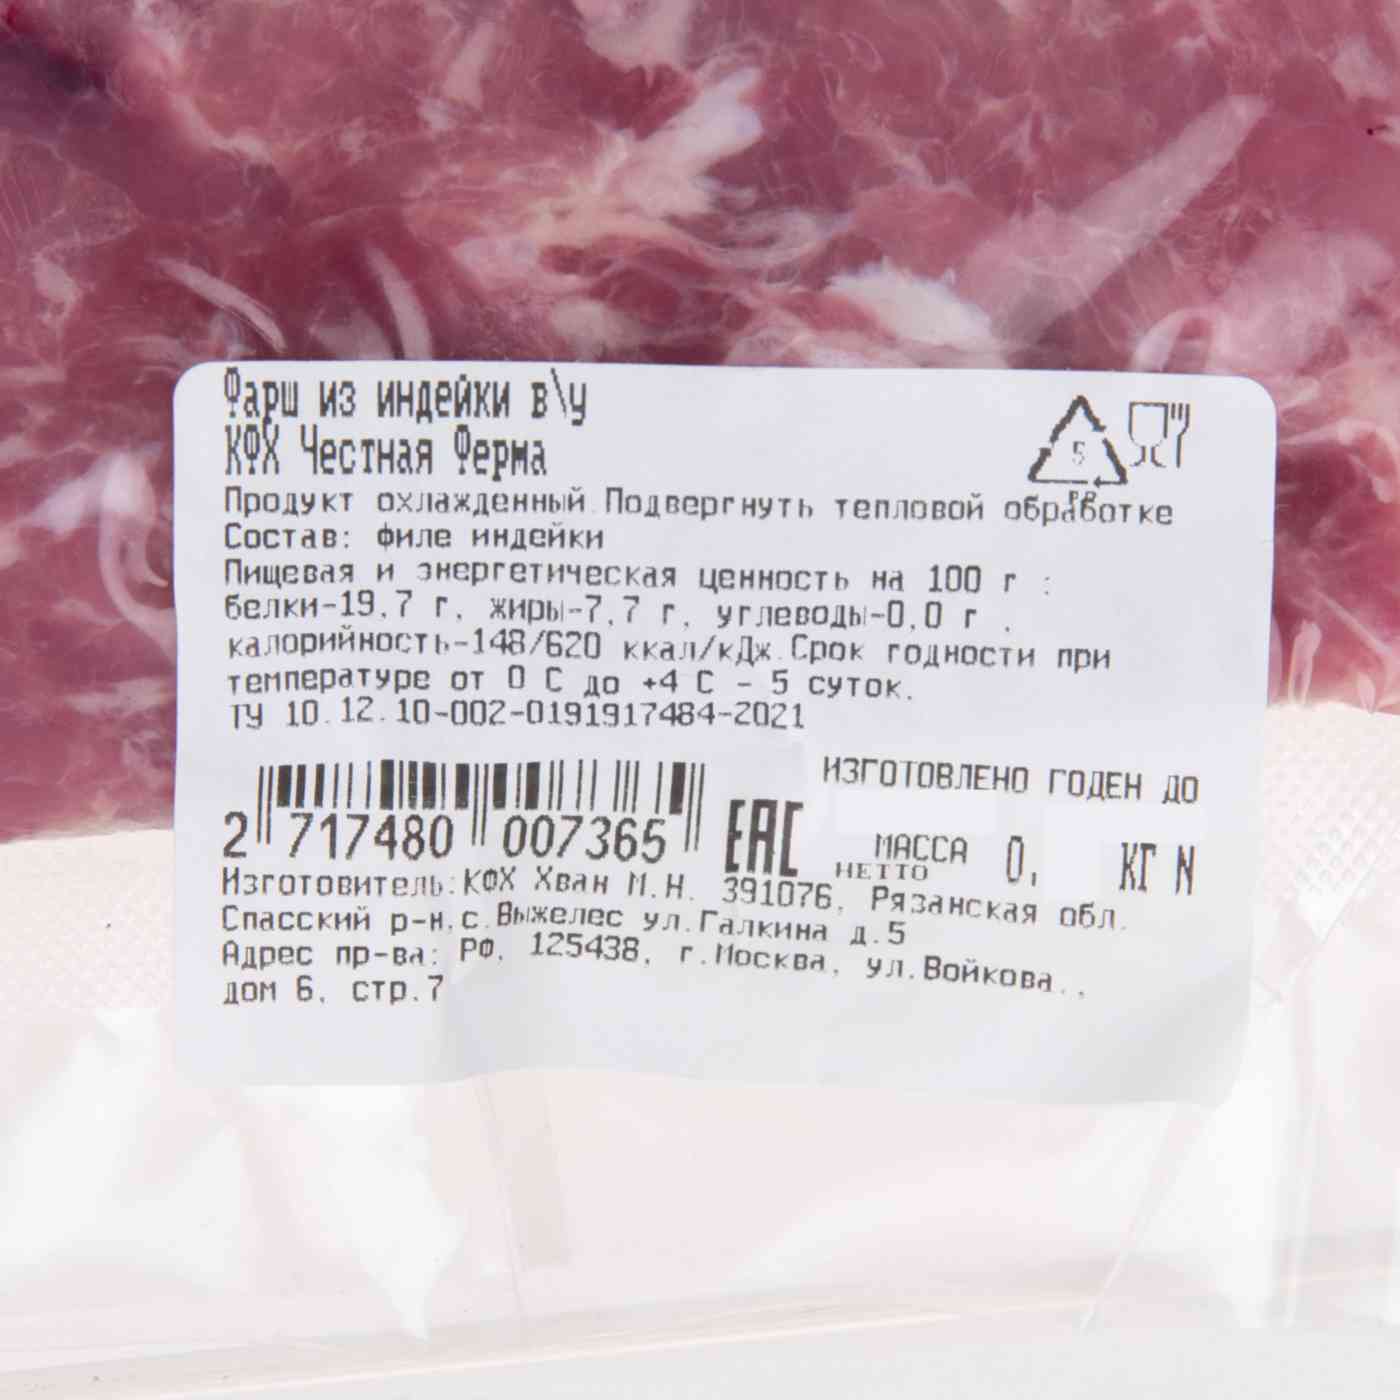 Фарш из индейки в\у
КФХ Честная Ферма
5
PP
Продукт охлажденный.Подвергнуть тепловой обработке
Состав: филе индейки
Пищевая и энергетическая ценность на 100 г :
белки-19,7 г, жиры-7,7 г, углеводы-0,0 г ,
калорийность-148/620 ккал/кДж.Срок годности при
температуре от 0 С до +4 С - 5 суток.
ТУ 10.12.10-002-0191917484-2021
ИЗГОТОВЛЕНО ГОДЕН ДО
2 717480 007365
EAC
МАССА НЕТТО 0, КГ N
Изготовитель:КФХ Хван М.Н. 391076, Рязанская обл.
Спасский р-н,с.Выжелес ул.Галкина д.5
Адрес пр-ва: РФ, 125438, г.Москва, ул.Войкова.,
дом 6, стр.7